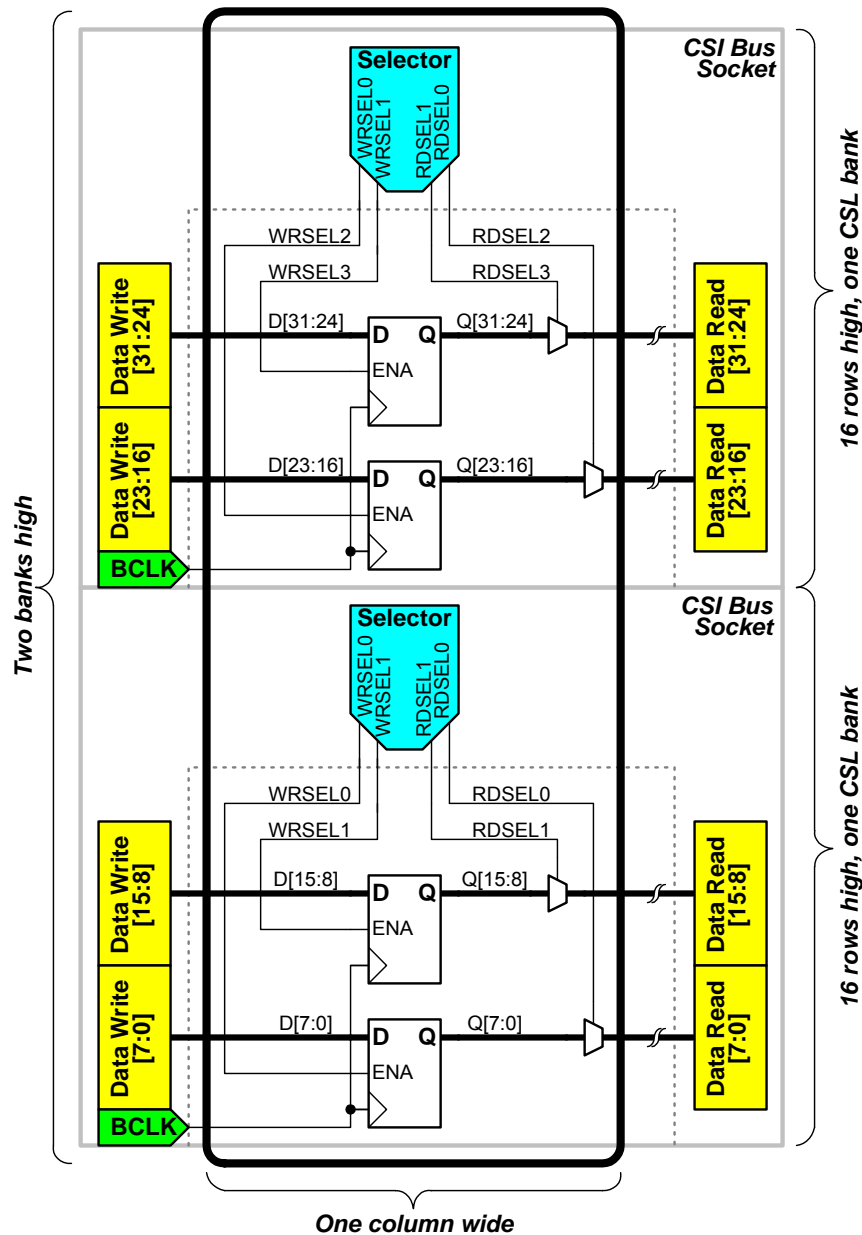 CSI Bus
Socket
Selector
WRSEL0
WRSEL1
RDSEL1
RDSEL0
WRSEL2
RDSEL2
WRSEL3
RDSEL3
Data Write
[31:24]
D[31:24]
D
Q
Q[31:24]
ENA
Data Read
[31:24]
Data Write
[23:16]
D[23:16]
D
Q
Q[23:16]
ENA
Data Read
[23:16]
BCLK
16 rows high, one CSL bank
Two banks high
CSI Bus
Socket
Selector
WRSEL0
WRSEL1
RDSEL1
RDSEL0
WRSEL0
RDSEL0
WRSEL1
RDSEL1
Data Write
[15:8]
D[15:8]
D
Q
Q[15:8]
ENA
Data Read
[15:8]
Data Write
[7:0]
D[7:0]
D
Q
Q[7:0]
ENA
Data Read
[7:0]
BCLK
16 rows high, one CSL bank
One column wide